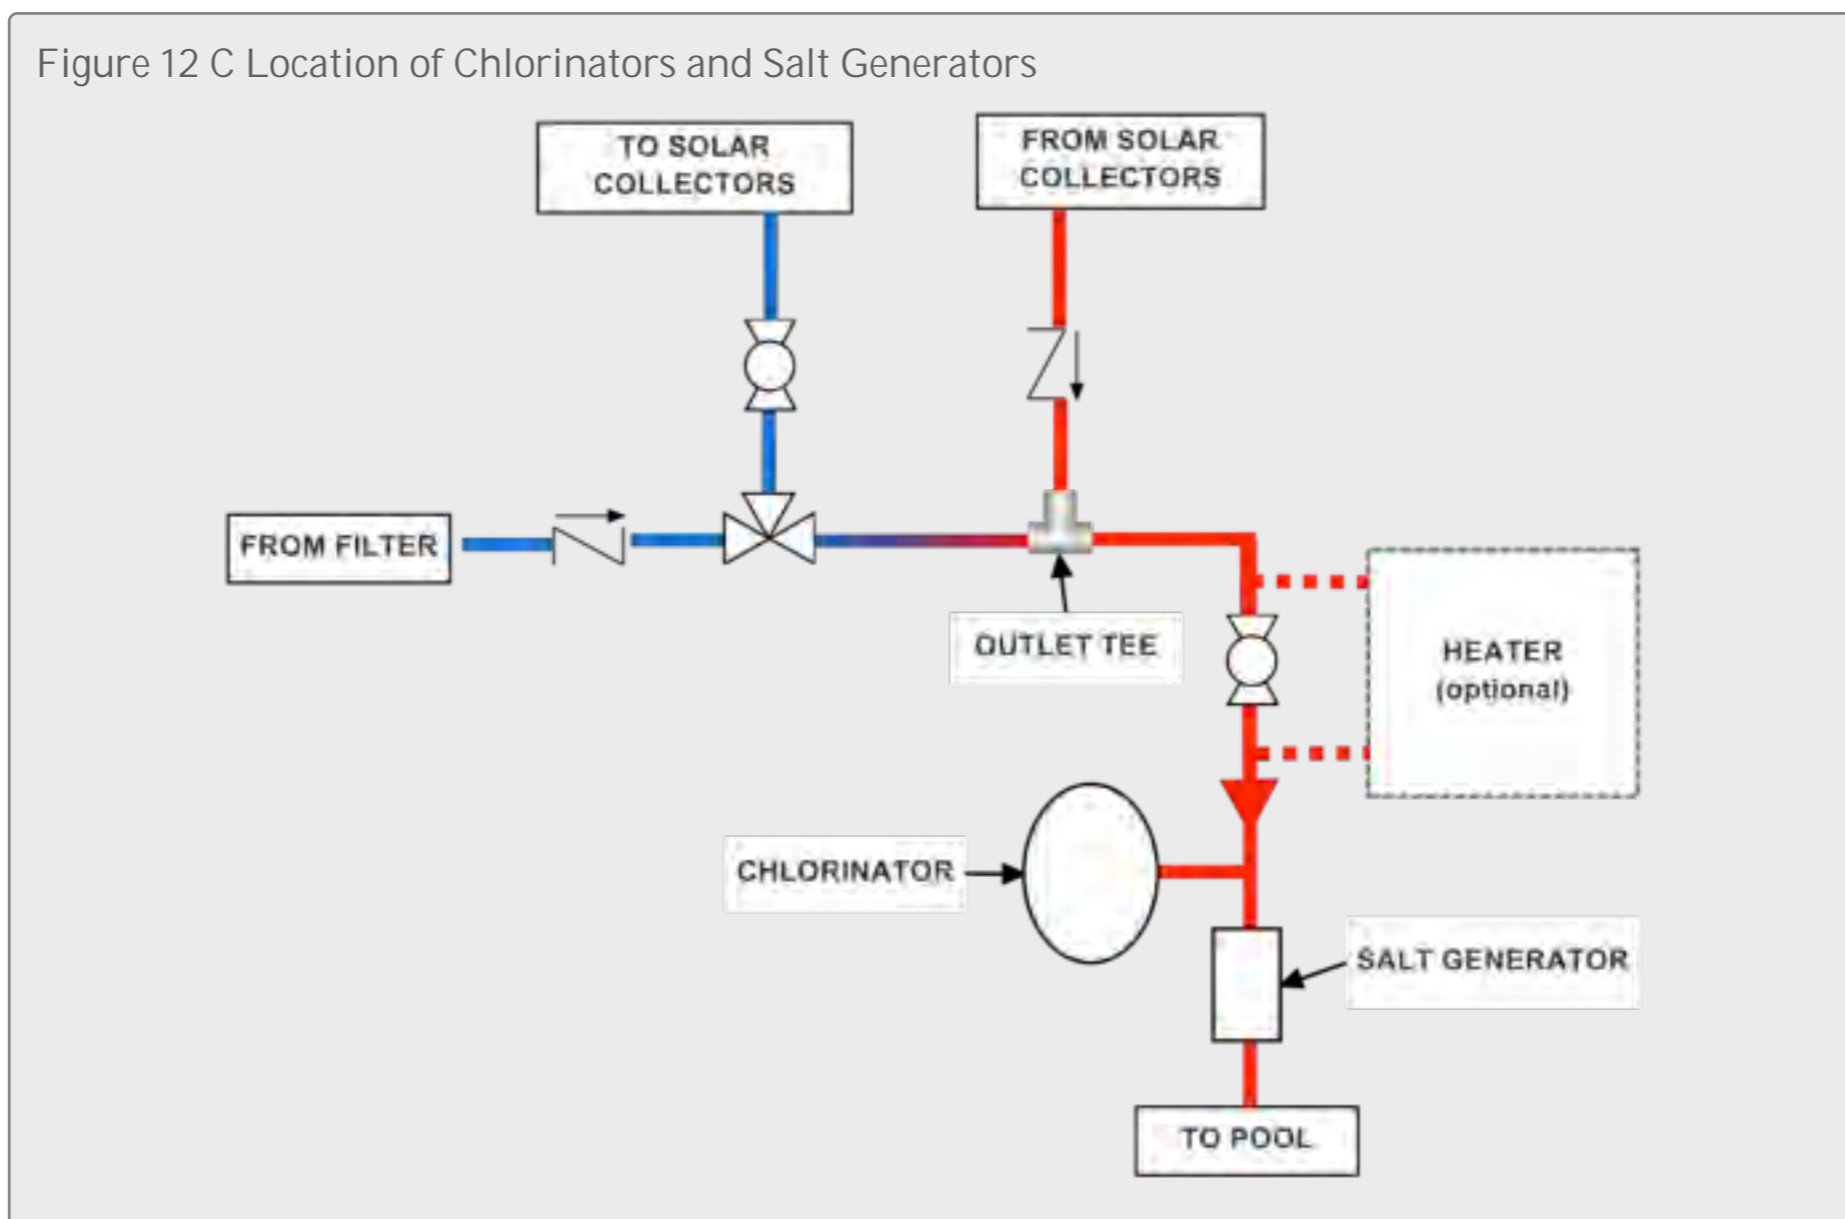 Figure 12 C Location of Chlorinators and Salt Generators
TO SOLAR
COLLECTORS
FROM SOLAR
COLLECTORS
FROM FILTER
OUTLET TEE
HEATER
(optional)
CHLORINATOR
SALT GENERATOR
TO POOL